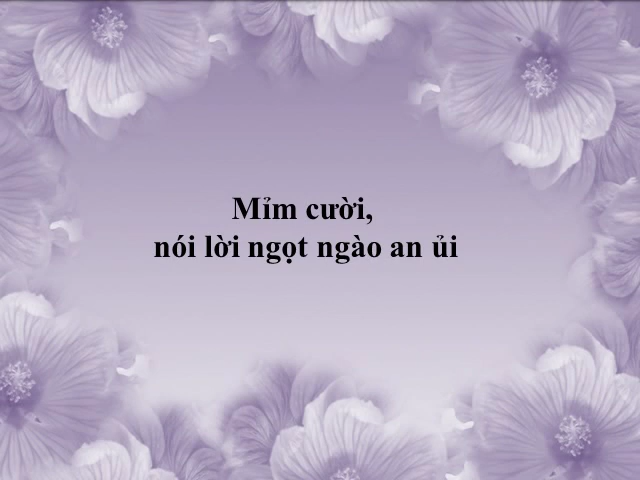 Mỉm cười,
nói lời ngọt ngào an ủi